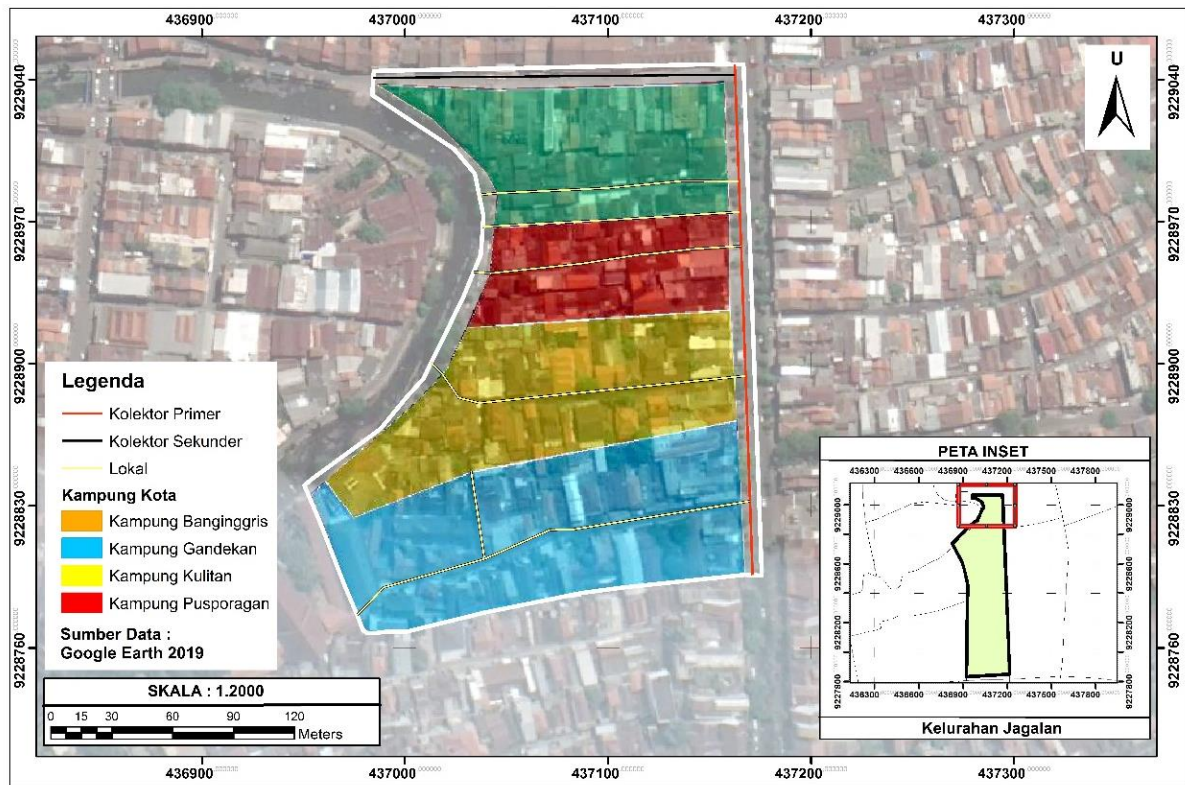 436900 437000 437100 437200 437300
9229040 9229040
U
9228970 9228970
9228900 9228900
Legenda
Kolektor Primer
Kolektor Sekunder
Lokal
Kampung Kota
Kampung Banginggris
Kampung Gandekan
Kampung Kulitan
Kampung Pusporagan
Sumber Data :
Google Earth 2019
PETA INSET
436300 436600 436900 437200 437500 437800
9229000 9229000
9228600 9228600
9228200 9228200
9227800 9227800
436300 436600 436900 437200 437500 437800
Kelurahan Jagalan
9228830 9228830
9228760 9228760
SKALA : 1.2000
0 15 30 60 90 120
Meters
436900 437000 437100 437200 437300